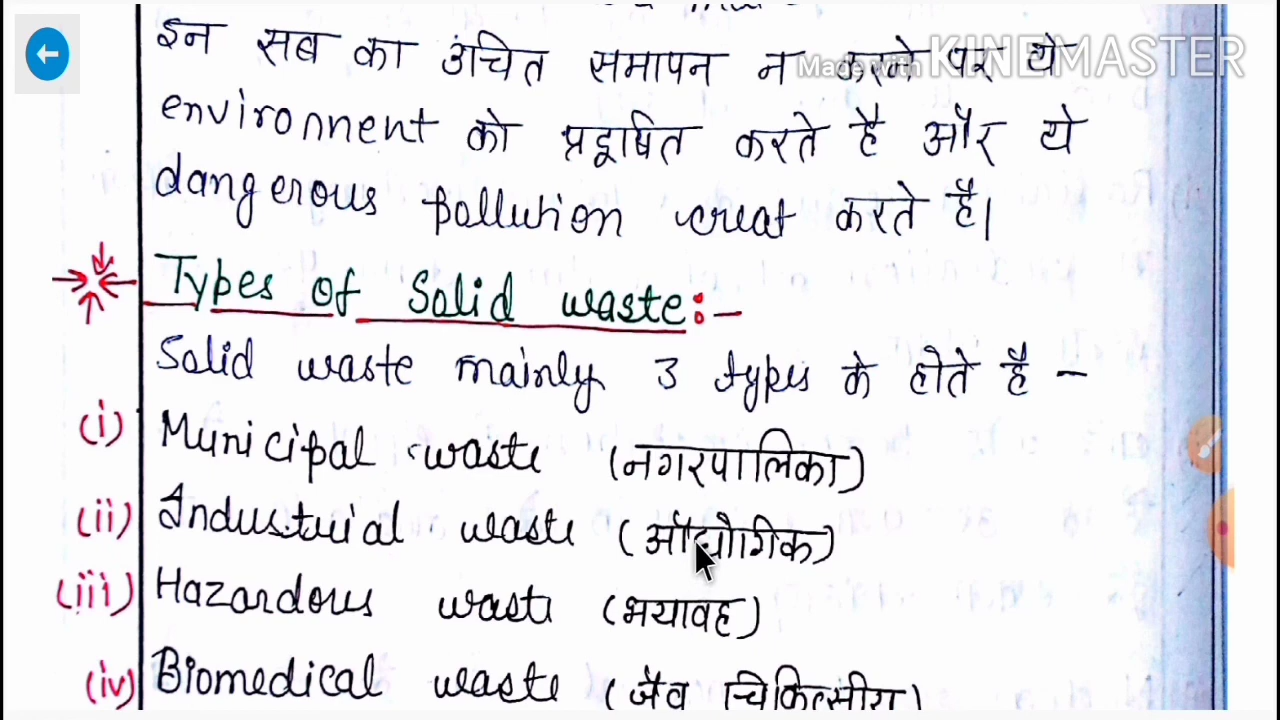 इन सब का उचित समापन न करने पर ये
Made with KINEMASTER
environment को प्रदूषित करते है और ये
dangerous pollution creat करते है।
Types of Solid waste:-
Solid waste mainly 3 types के होते है -
(i) Municipal waste (नगरपालिका)
(ii) Industrial waste (औद्योगिक)
(iii) Hazardous waste (भयावह)
(iv) Biomedical waste (जैव चिकित्सीय)